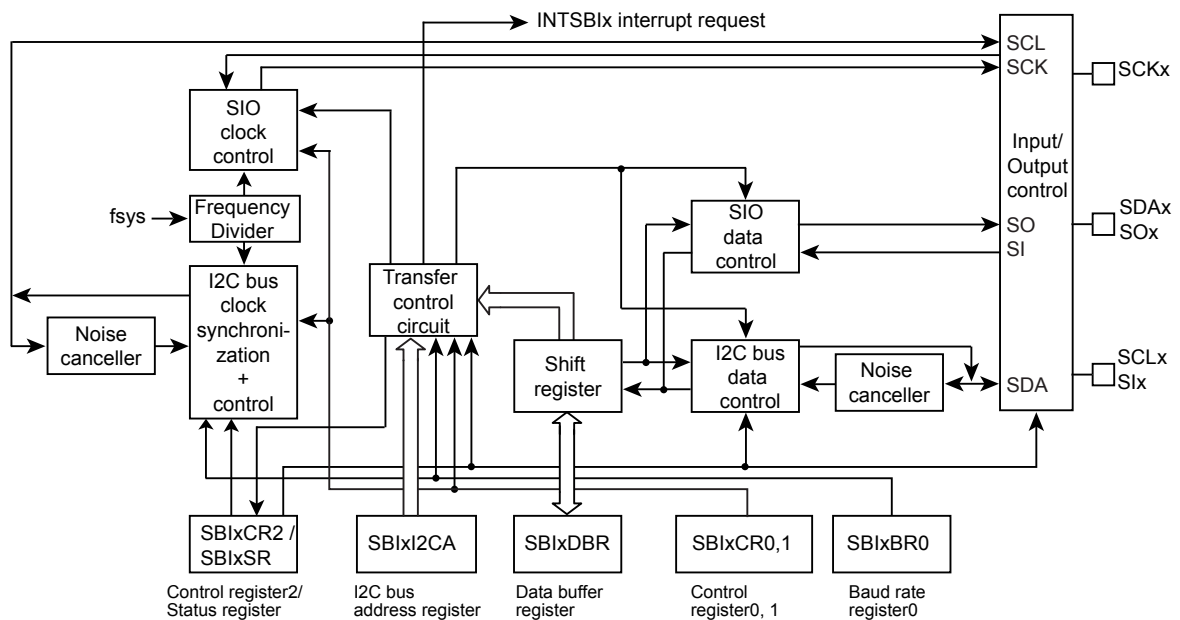 INTSBIx interrupt request
SCL
SCK
SCKx
SIO
clock
control
Input/
Output
control
fsys
Frequency
Divider
SIO
data
control
SO
SI
SDAx
SOx
I2C bus
clock
synchroni-
zation
+
control
Noise
canceller
Transfer
control
circuit
Shift
register
I2C bus
data
control
Noise
canceller
SDA
SCLx
SIx
SBIxCR2 /
SBIxSR
SBIxI2CA
SBIxDBR
SBIxCR0,1
SBIxBR0
Control register2/
Status register
I2C bus
address register
Data buffer
register
Control
register0, 1
Baud rate
register0